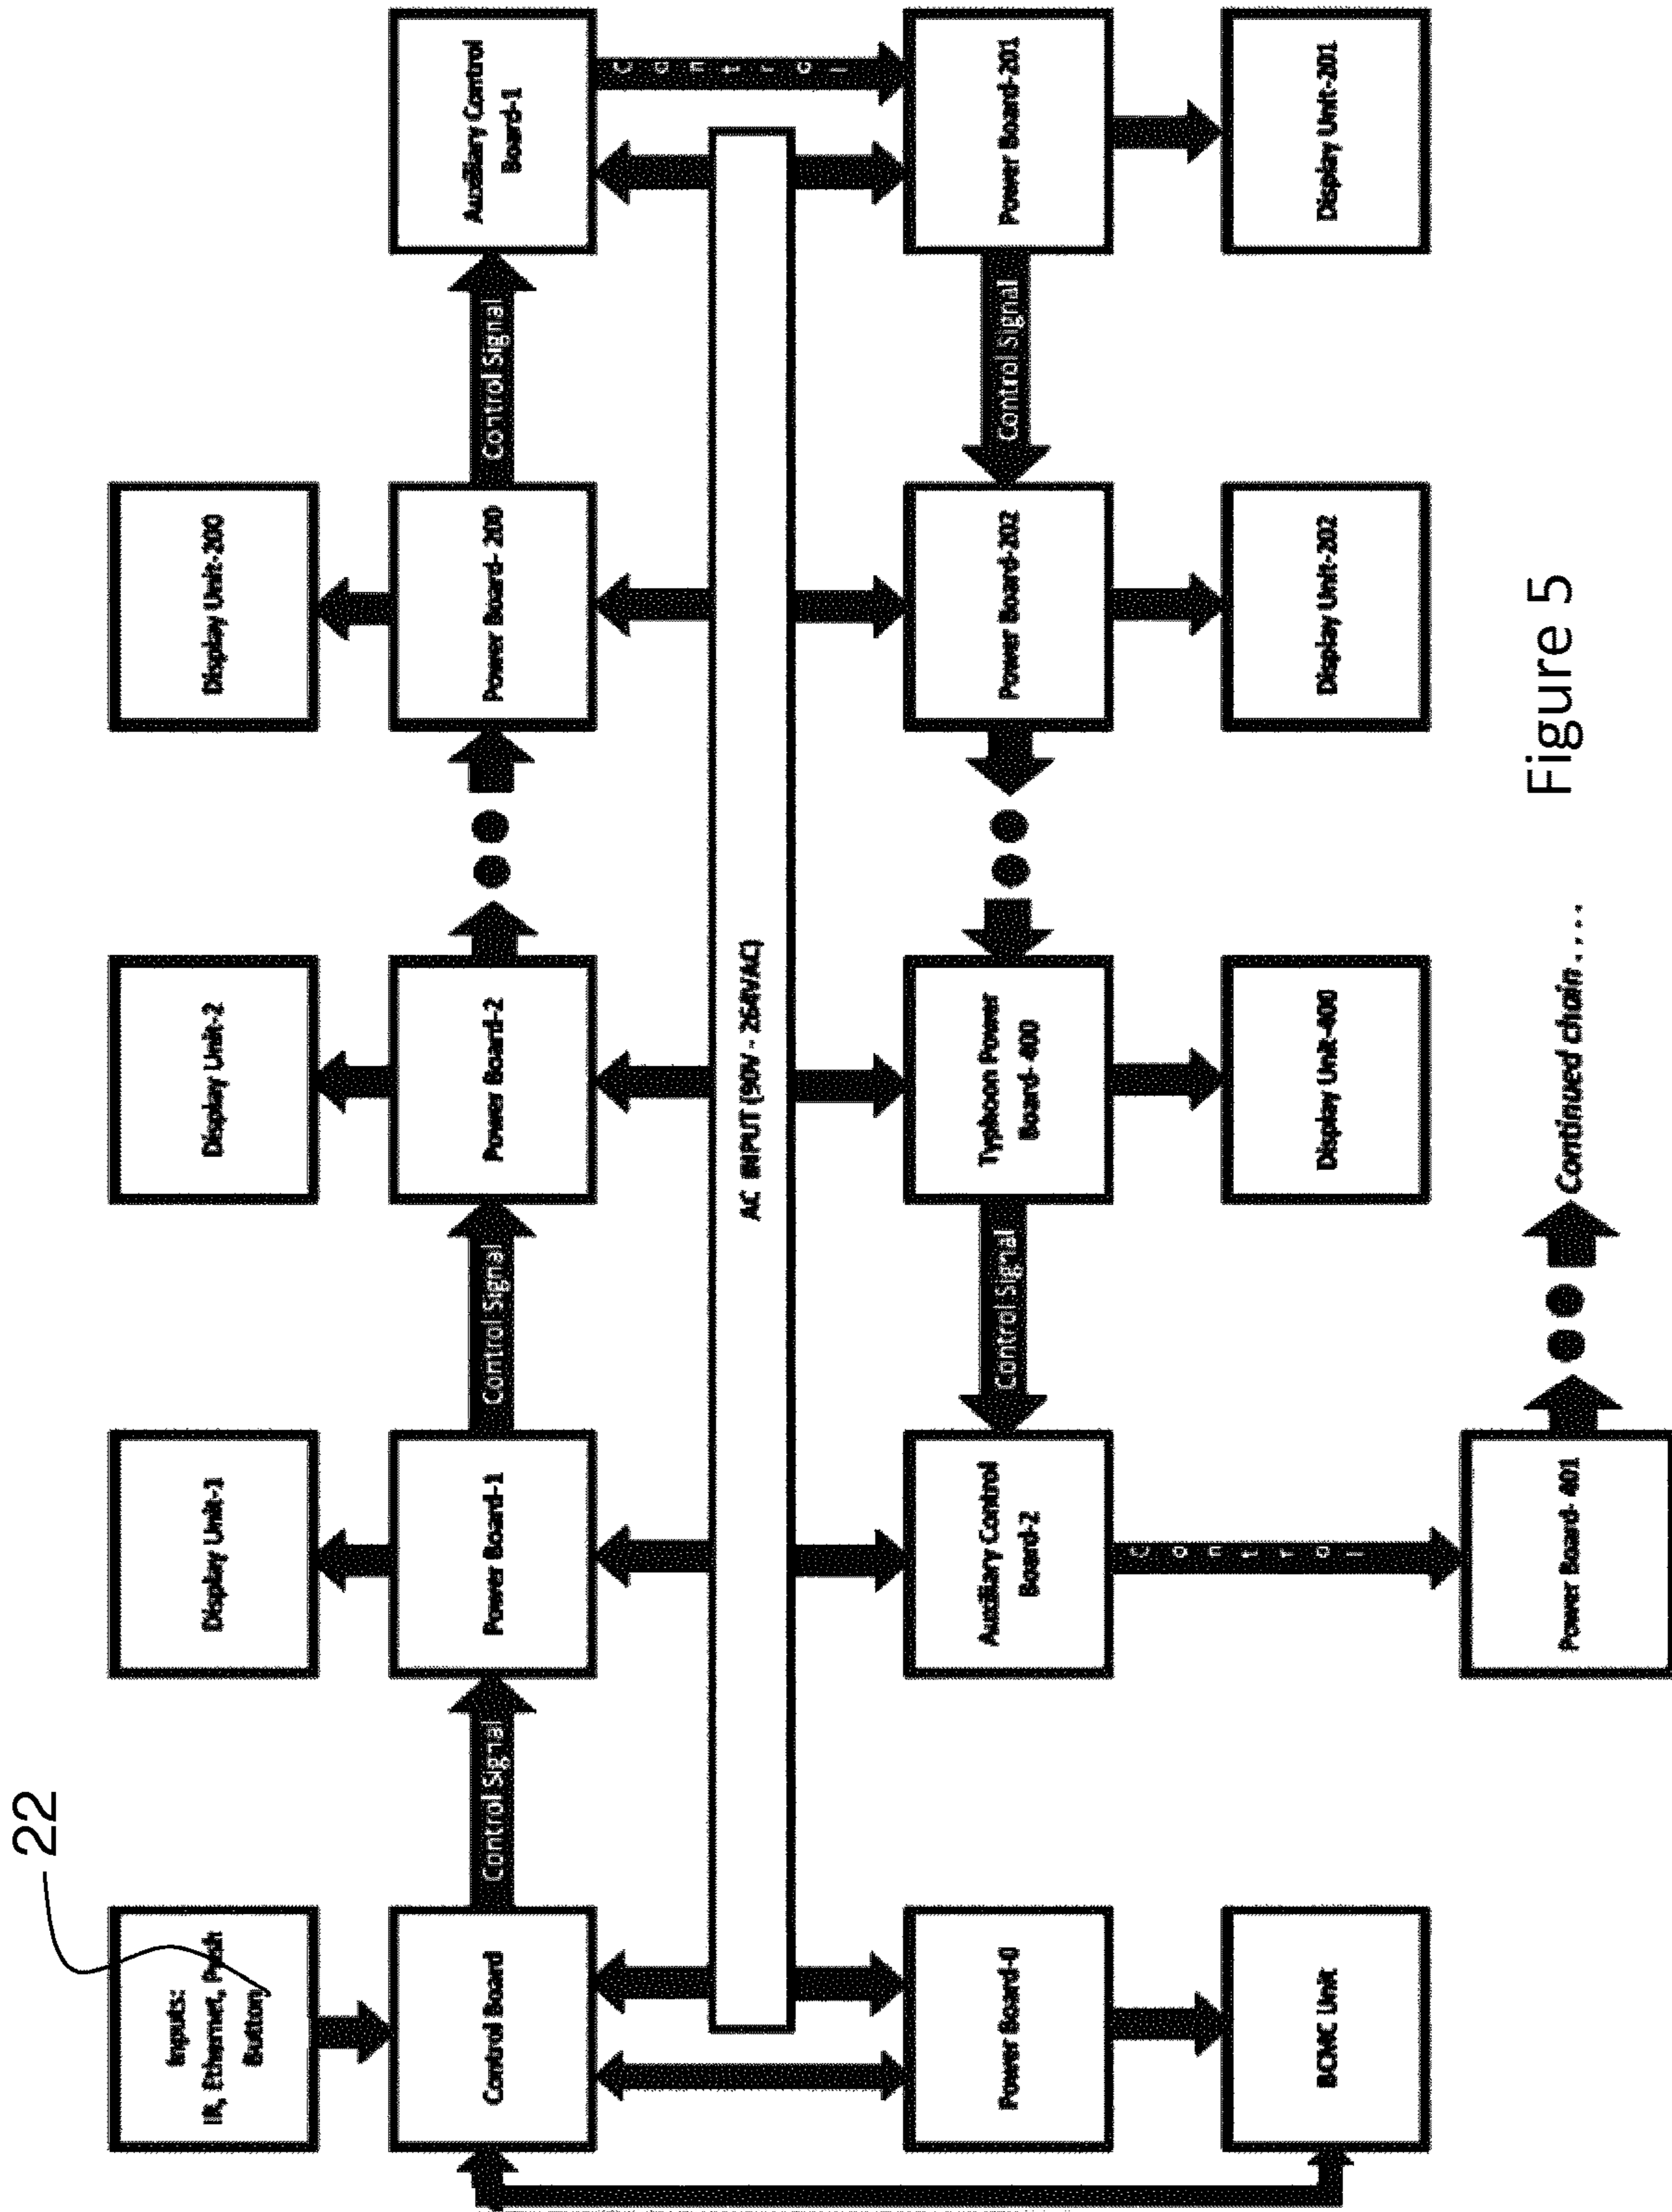 22
Inputs:
IR, Ethernet, Push
Button
Display Unit-1
Display Unit-2
Display Unit-200
Control Board
Control Signal
Power Board-1
Control Signal
Power Board-2
Power Board- 200
Control Signal
Auxiliary Control
Board-1
AC INPUT (90V - 264VAC)
Control
Power Board-0
Auxiliary Control
Board-2
Control Signal
Typhoon Power
Board- 400
Power Board-202
Control Signal
Power Board-201
BCMC Unit
Control
Display Unit-400
Display Unit-202
Display Unit-201
Power Board- 401
Continued chain . . . .
Figure 5